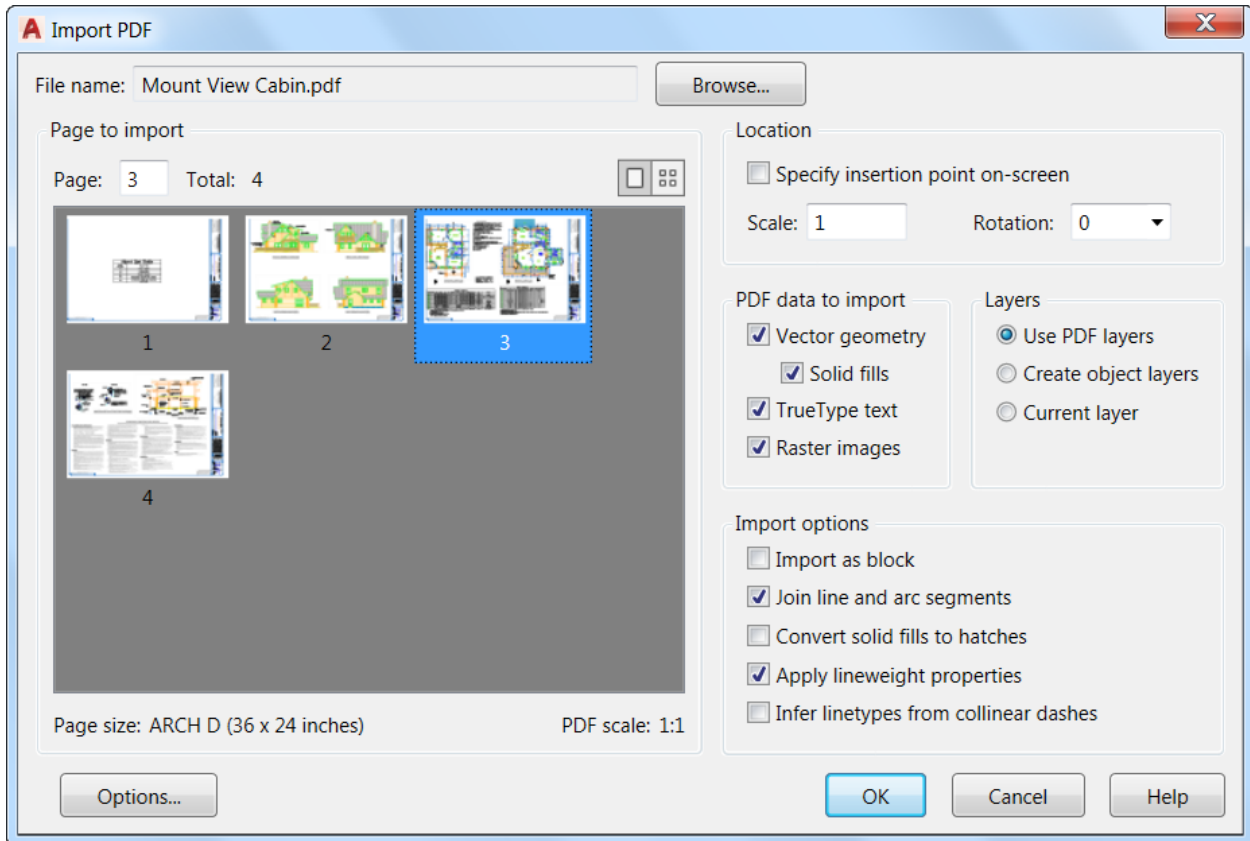 Import PDF
File name: Mount View Cabin.pdf Browse...
Page to import
Page: 3 Total: 4
1 2 3
4
Page size: ARCH D (36 x 24 inches) PDF scale: 1:1
Location
Specify insertion point on-screen
Scale: 1 Rotation: 0
PDF data to import
Vector geometry
Solid fills
TrueType text
Raster images
Layers
Use PDF layers
Create object layers
Current layer
Import options
Import as block
Join line and arc segments
Convert solid fills to hatches
Apply lineweight properties
Infer linetypes from collinear dashes
Options... OK Cancel Help